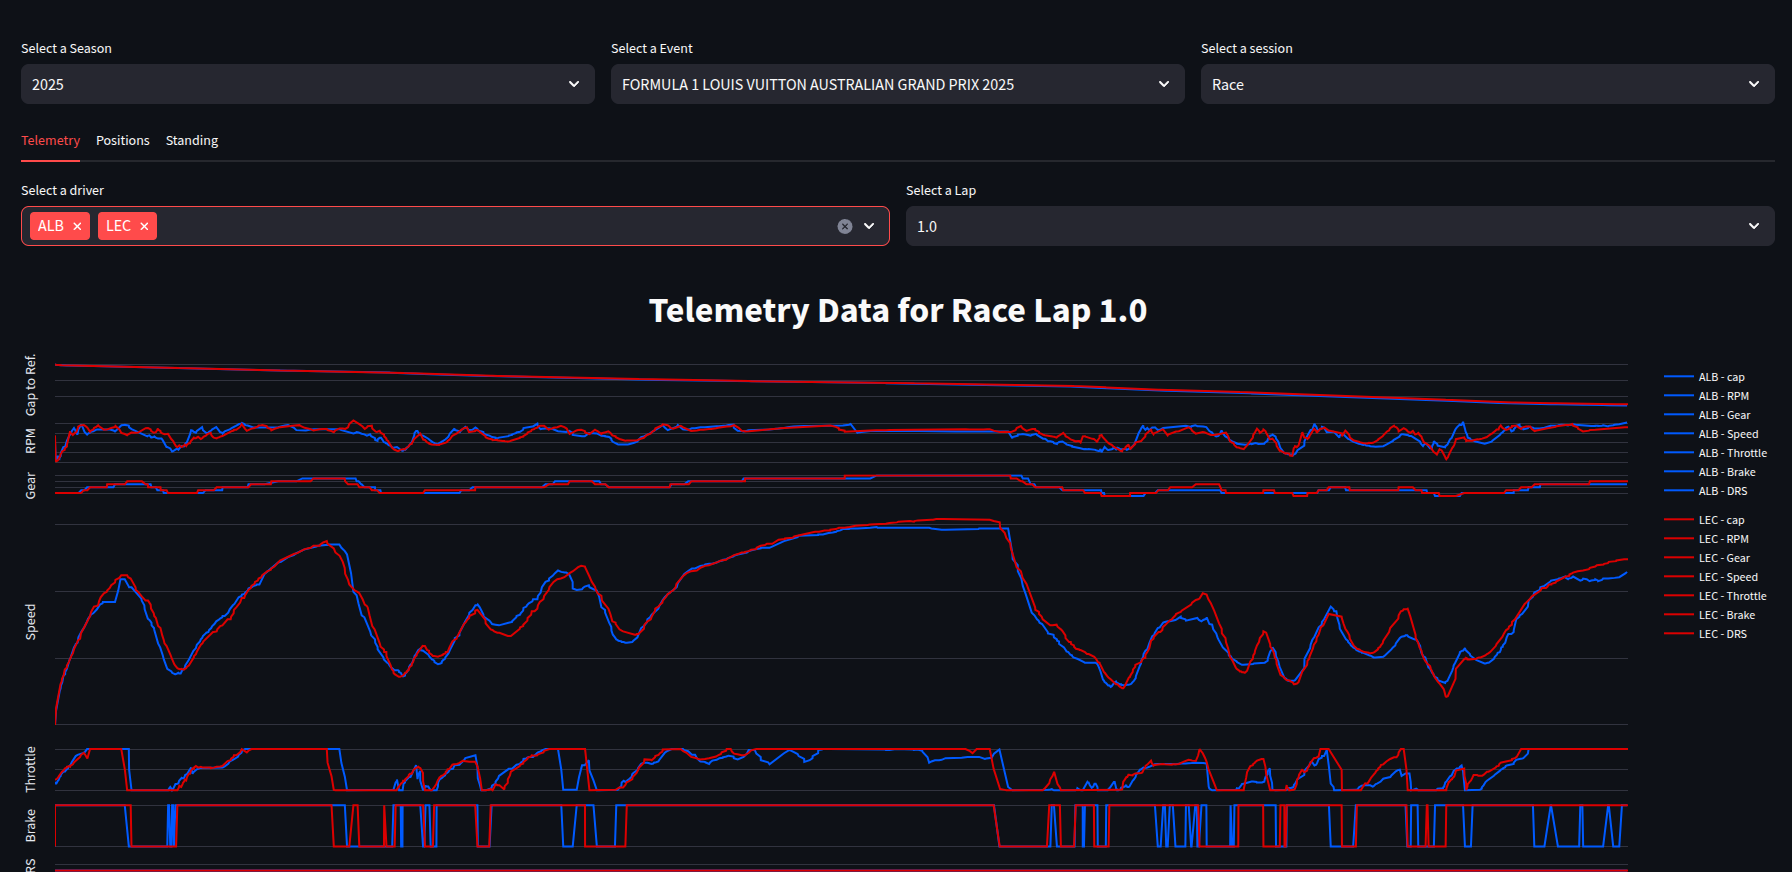 Select a Season
Select a Event
Select a session
2025
FORMULA 1 LOUIS VUITTON AUSTRALIAN GRAND PRIX 2025
Race
Telemetry Positions Standing
Select a driver
Select a Lap
ALB × LEC ×
1.0
Telemetry Data for Race Lap 1.0
Gap to Ref.
RPM
Gear
Speed
Throttle
Brake
RS
ALB - cap
ALB - RPM
ALB - Gear
ALB - Speed
ALB - Throttle
ALB - Brake
ALB - DRS
LEC - cap
LEC - RPM
LEC - Gear
LEC - Speed
LEC - Throttle
LEC - Brake
LEC - DRS